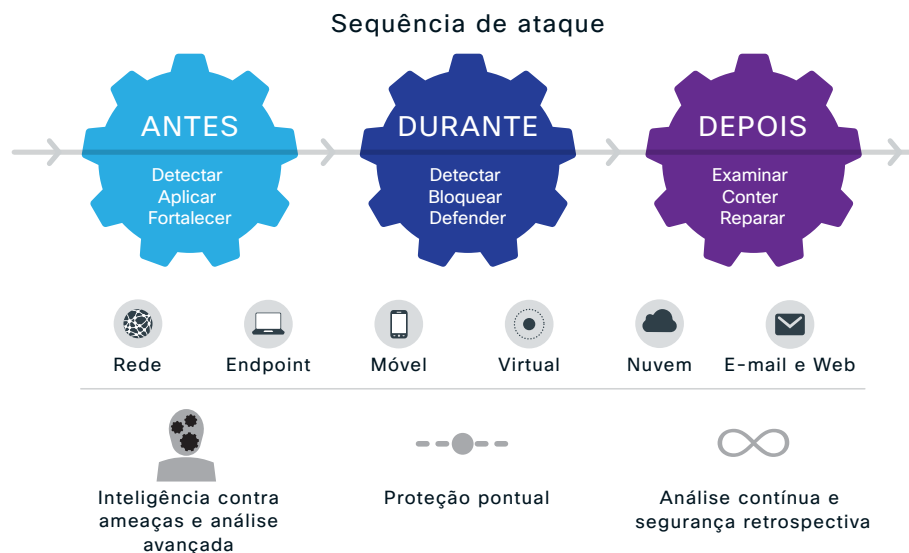 Sequência de ataque
ANTES
Detectar
Aplicar
Fortalecer
DURANTE
Detectar
Bloquear
Defender
DEPOIS
Examinar
Conter
Reparar
Rede
Endpoint
Móvel
Virtual
Nuvem
E-mail e Web
Inteligência contra
ameaças e análise
avançada
Proteção pontual
Análise contínua e
segurança retrospectiva